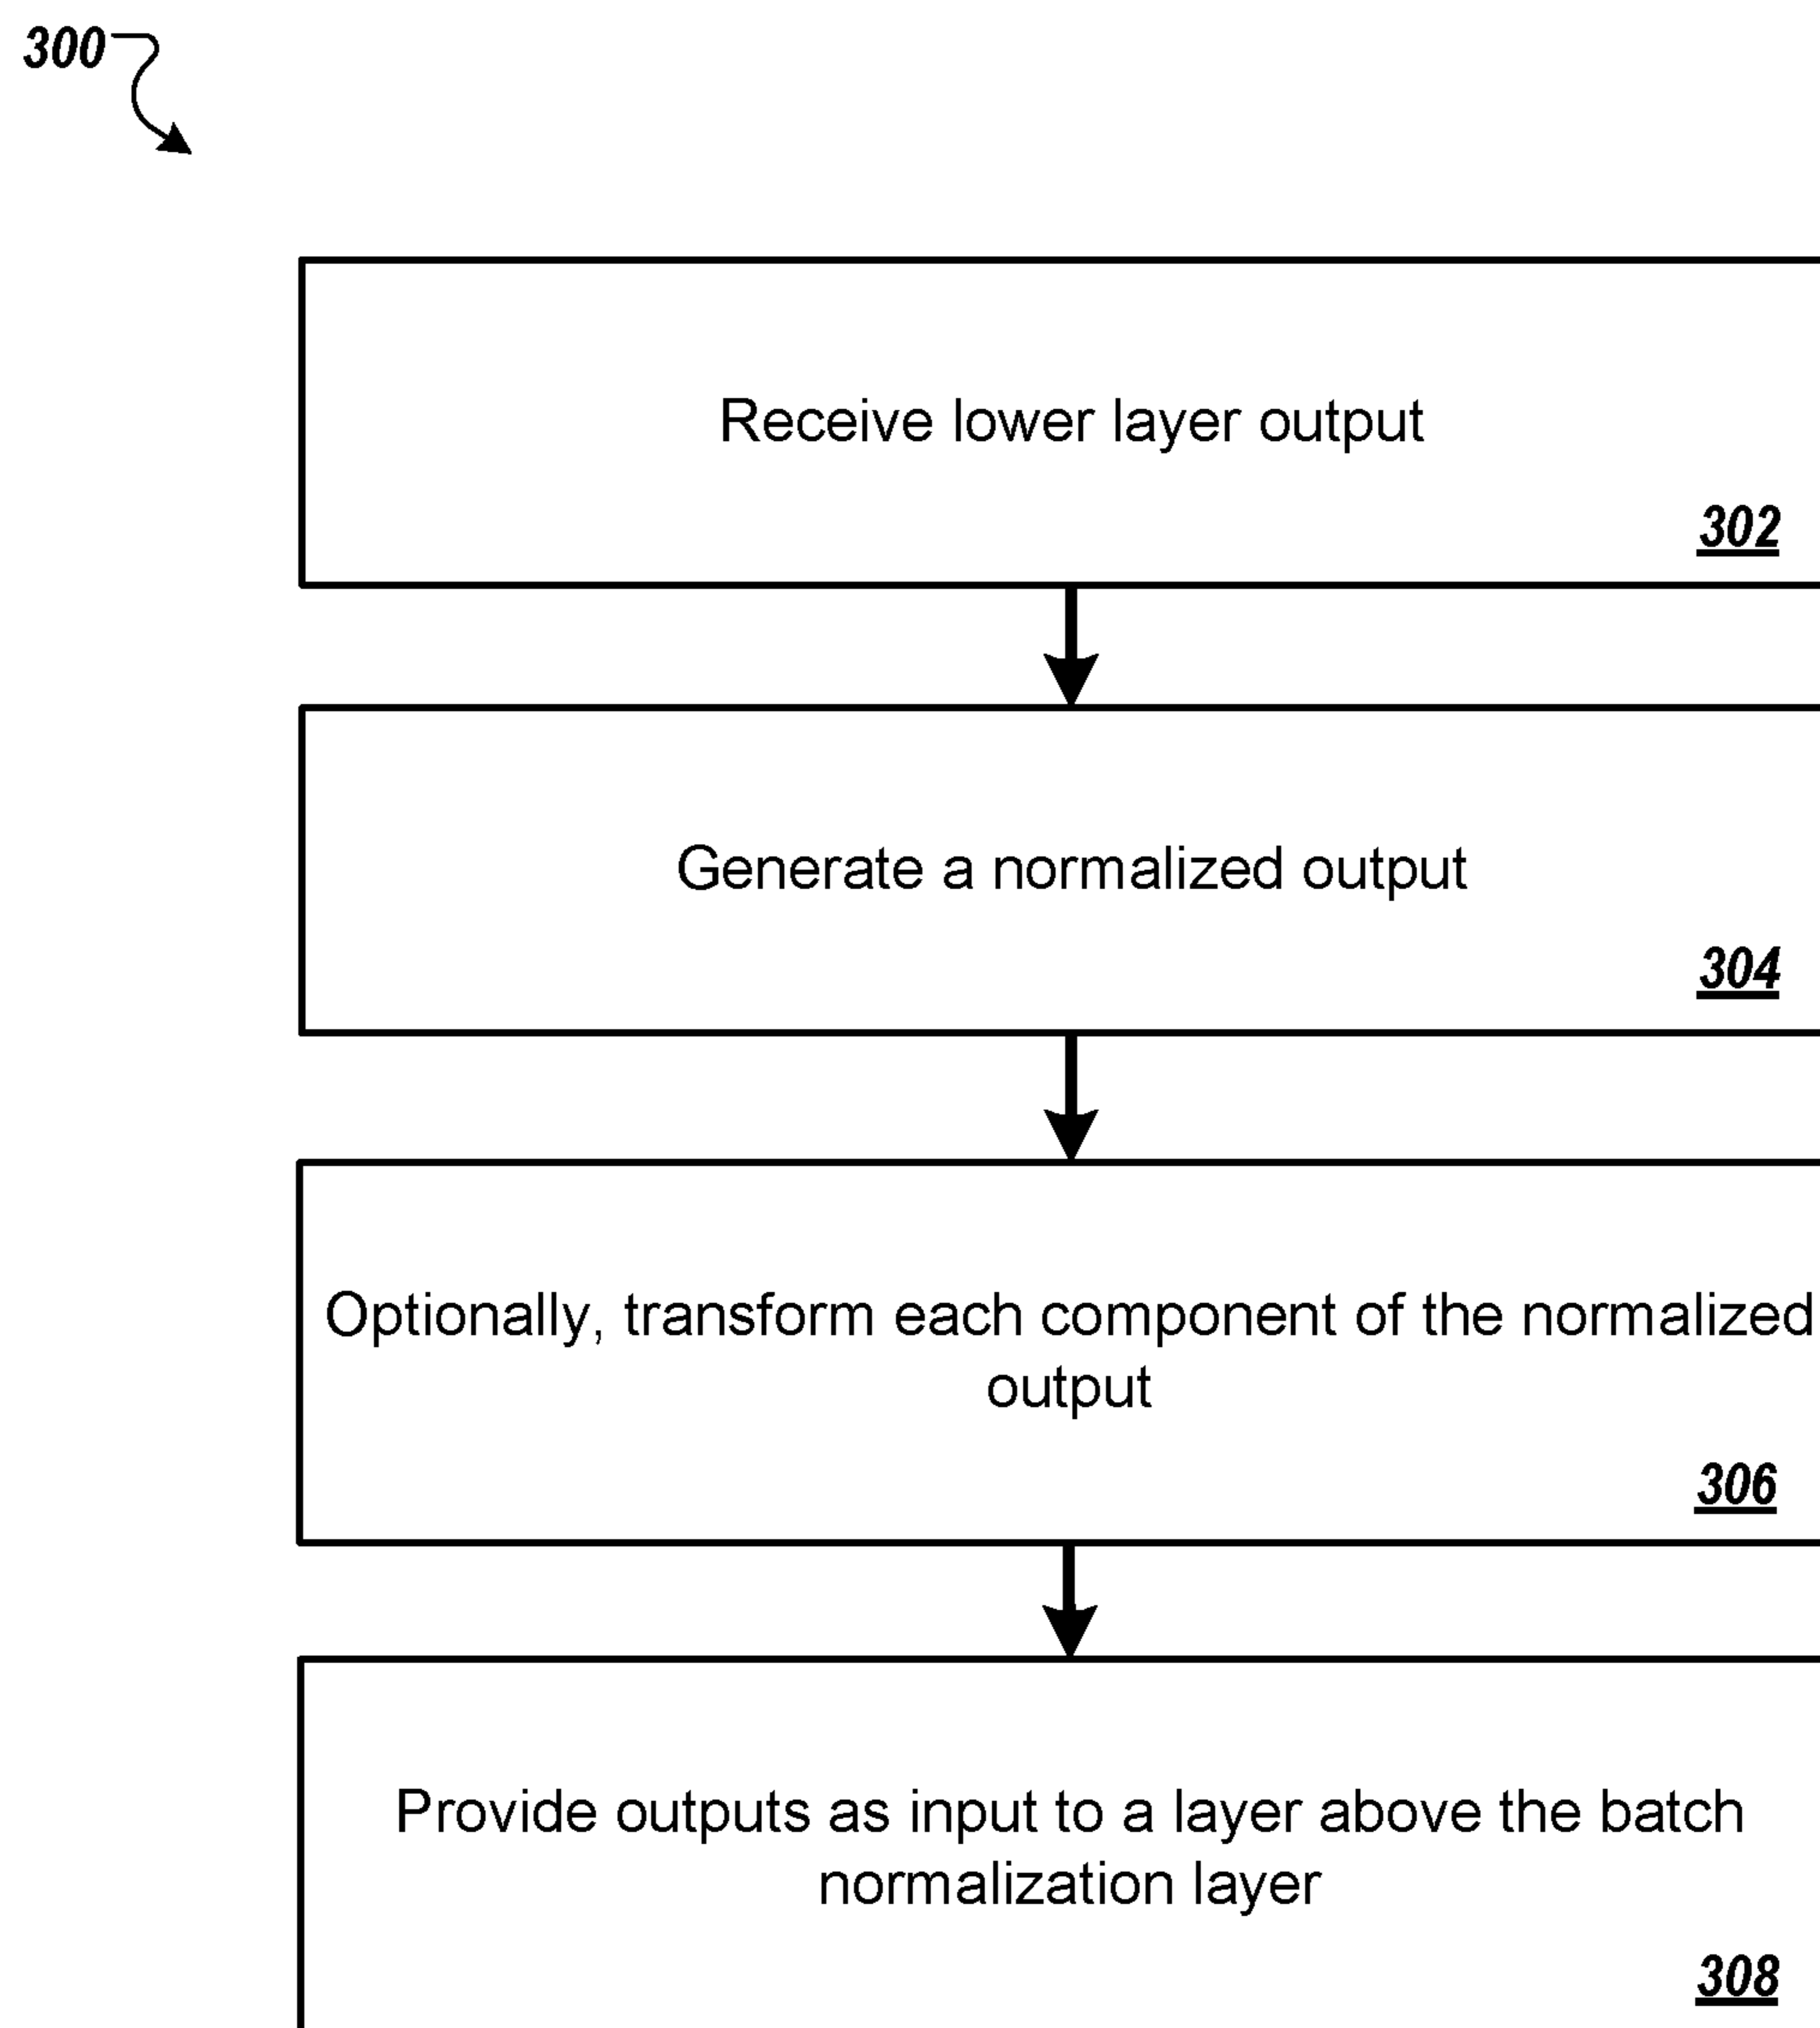 300
Receive lower layer output
302
Generate a normalized output
304
Optionally, transform each component of the normalized
output
306
Provide outputs as input to a layer above the batch
normalization layer
308